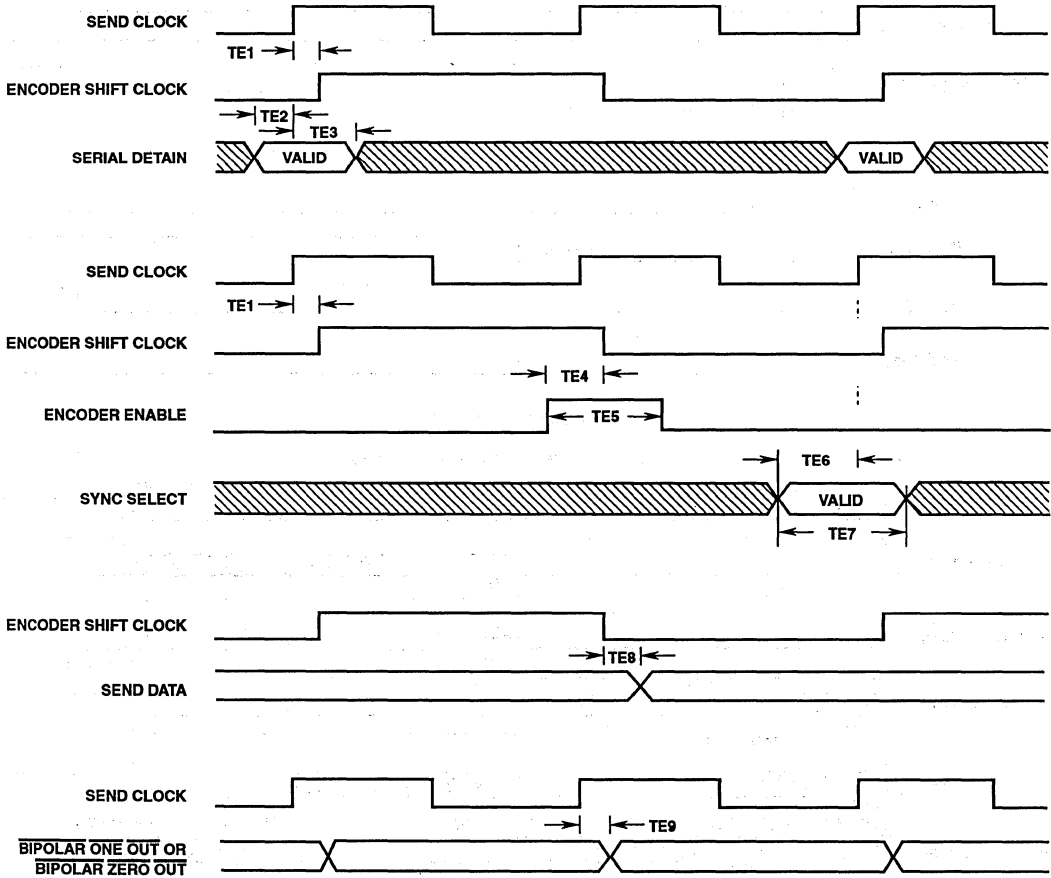 SEND CLOCK
TE1
ENCODER SHIFT CLOCK
TE2
TE3
SERIAL DETAIN
VALID
VALID
SEND CLOCK
TE1
ENCODER SHIFT CLOCK
TE4
ENCODER ENABLE
TE5
TE6
SYNC SELECT
VALID
TE7
ENCODER SHIFT CLOCK
TE8
SEND DATA
SEND CLOCK
TE9
BIPOLAR ONE OUT OR
BIPOLAR ZERO OUT